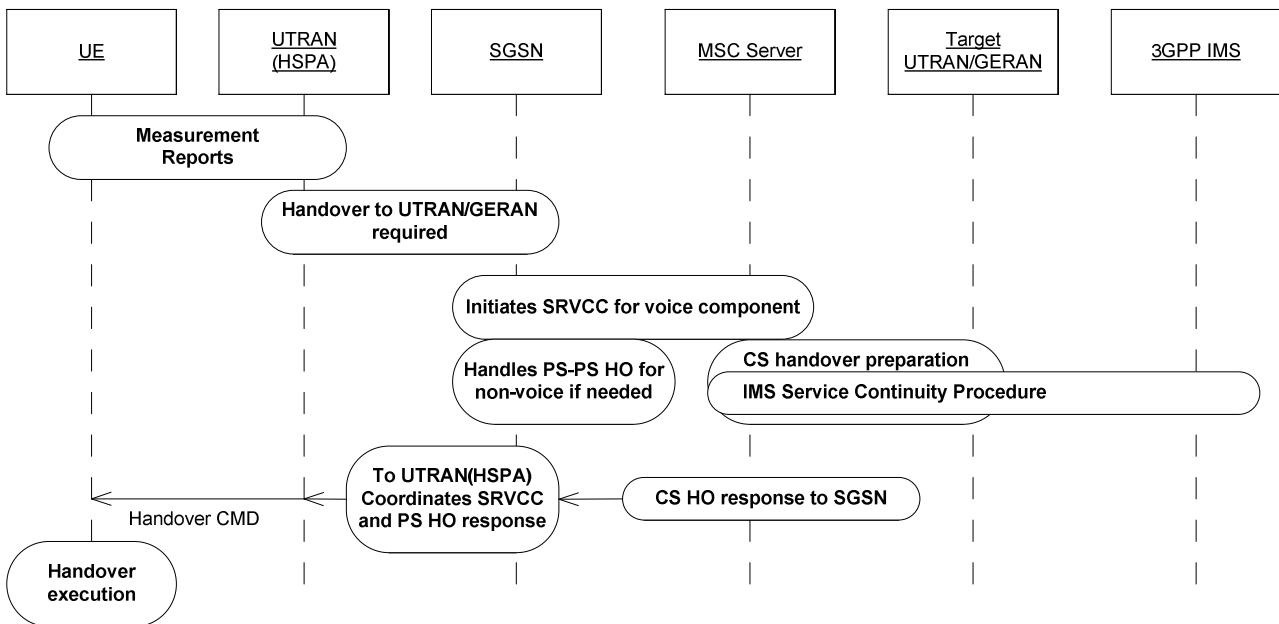 UE
UTRAN
(HSPA)
SGSN
MSC Server
Target
UTRAN/GERAN
3GPP IMS
Measurement
Reports
Handover to UTRAN/GERAN
required
Initiates SRVCC for voice component
Handles PS-PS HO for
non-voice if needed
CS handover preparation
IMS Service Continuity Procedure
To UTRAN(HSPA)
Coordinates SRVCC
and PS HO response
CS HO response to SGSN
Handover CMD
Handover
execution